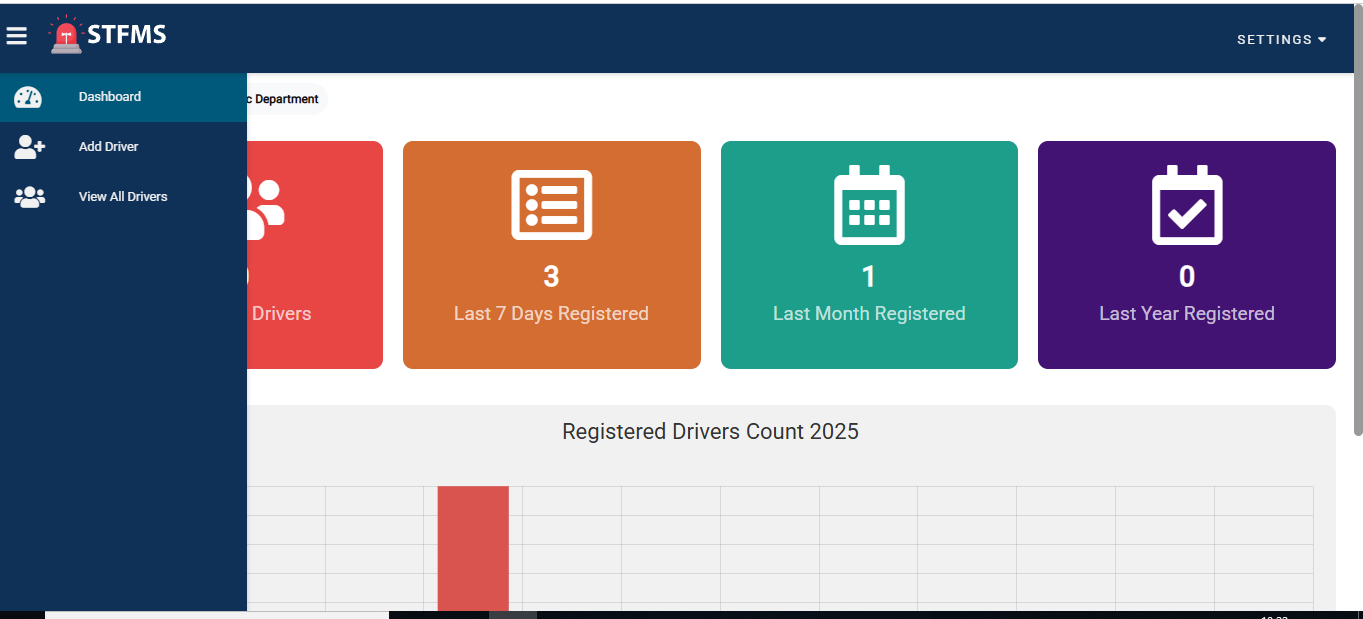 STFMS
SETTINGS
Dashboard
c Department
Add Driver
View All Drivers
Drivers
3
Last 7 Days Registered
1
Last Month Registered
0
Last Year Registered
Registered Drivers Count 2025